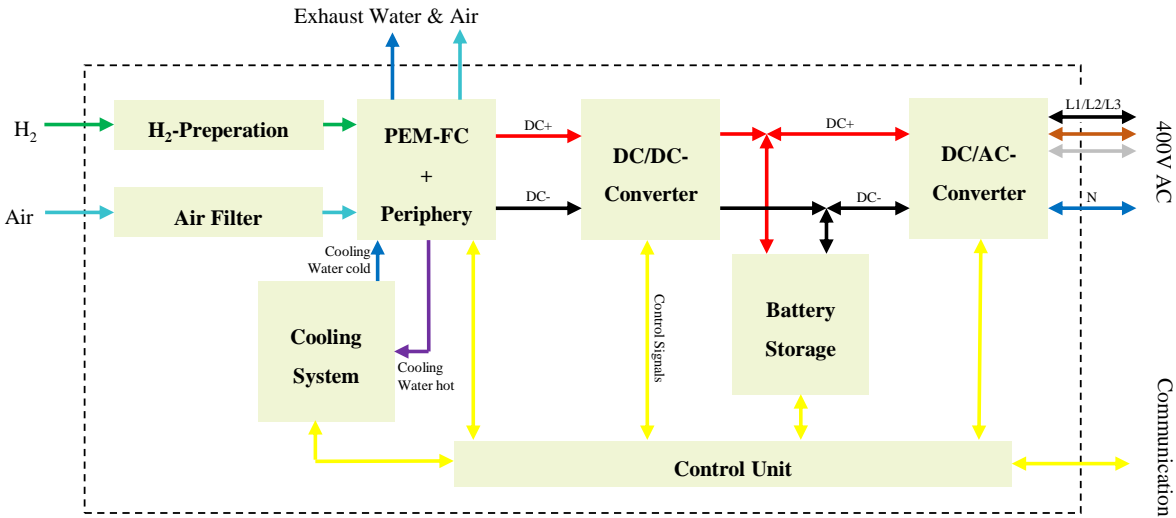 Exhaust Water & Air
H₂
H₂-Preperation
PEM-FC
+
Periphery
DC+
DC-
DC/DC-
Converter
DC+
DC-
DC/AC-
Converter
L1/L2/L3
N
400V AC
Air
Air Filter
Cooling
Water cold
Cooling
System
Cooling
Water hot
Control Signals
Battery
Storage
Control Unit
Communication